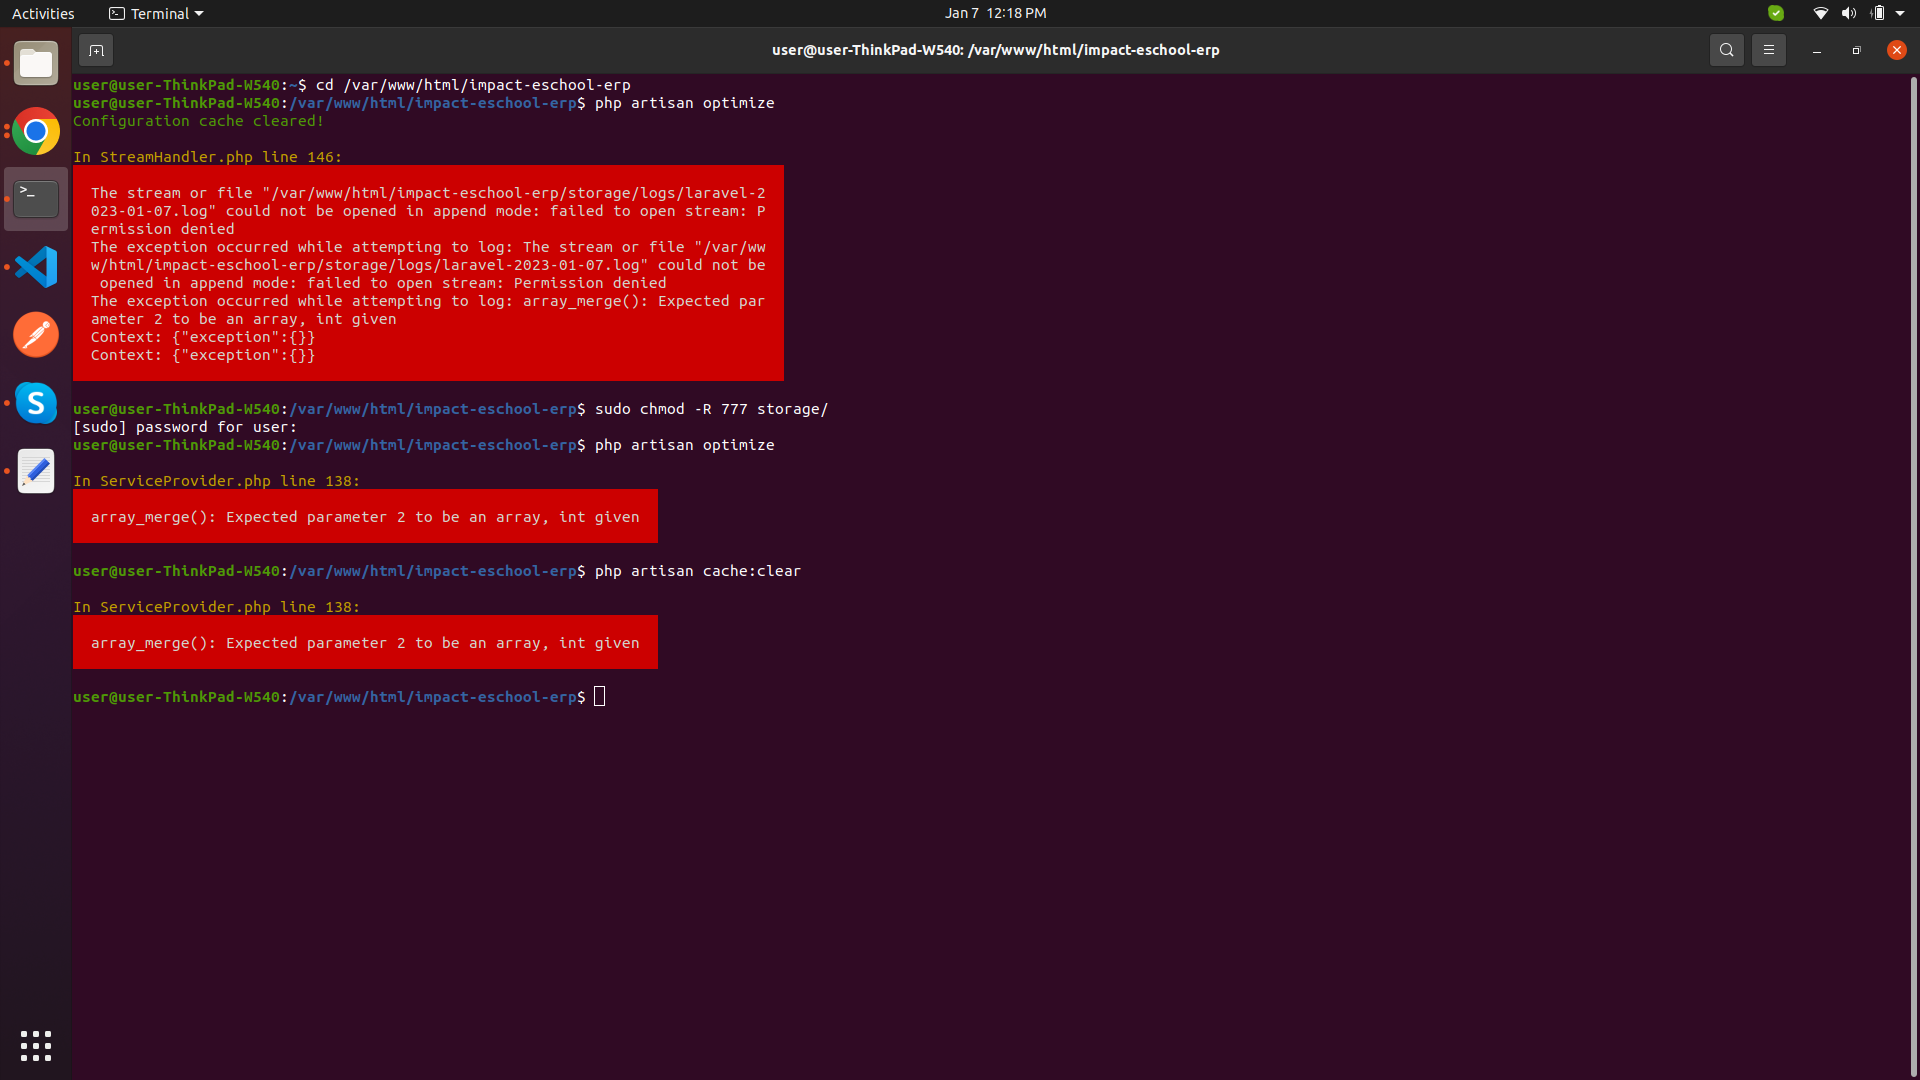 Activities
Terminal
Jan 7 12:18 PM
user@user-ThinkPad-W540: /var/www/html/impact-eschool-erp
user@user-ThinkPad-W540:~$ cd /var/www/html/impact-eschool-erp
user@user-ThinkPad-W540:/var/www/html/impact-eschool-erp$ php artisan optimize
Configuration cache cleared!
In StreamHandler.php line 146:
The stream or file "/var/www/html/impact-eschool-erp/storage/logs/laravel-2
023-01-07.log" could not be opened in append mode: failed to open stream: P
ermission denied
The exception occurred while attempting to log: The stream or file "/var/ww
w/html/impact-eschool-erp/storage/logs/laravel-2023-01-07.log" could not be
opened in append mode: failed to open stream: Permission denied
The exception occurred while attempting to log: array_merge(): Expected par
ameter 2 to be an array, int given
Context: {"exception":{}}
Context: {"exception":{}}
user@user-ThinkPad-W540:/var/www/html/impact-eschool-erp$ sudo chmod -R 777 storage/
[sudo] password for user:
user@user-ThinkPad-W540:/var/www/html/impact-eschool-erp$ php artisan optimize
In ServiceProvider.php line 138:
array_merge(): Expected parameter 2 to be an array, int given
user@user-ThinkPad-W540:/var/www/html/impact-eschool-erp$ php artisan cache:clear
In ServiceProvider.php line 138:
array_merge(): Expected parameter 2 to be an array, int given
user@user-ThinkPad-W540:/var/www/html/impact-eschool-erp$